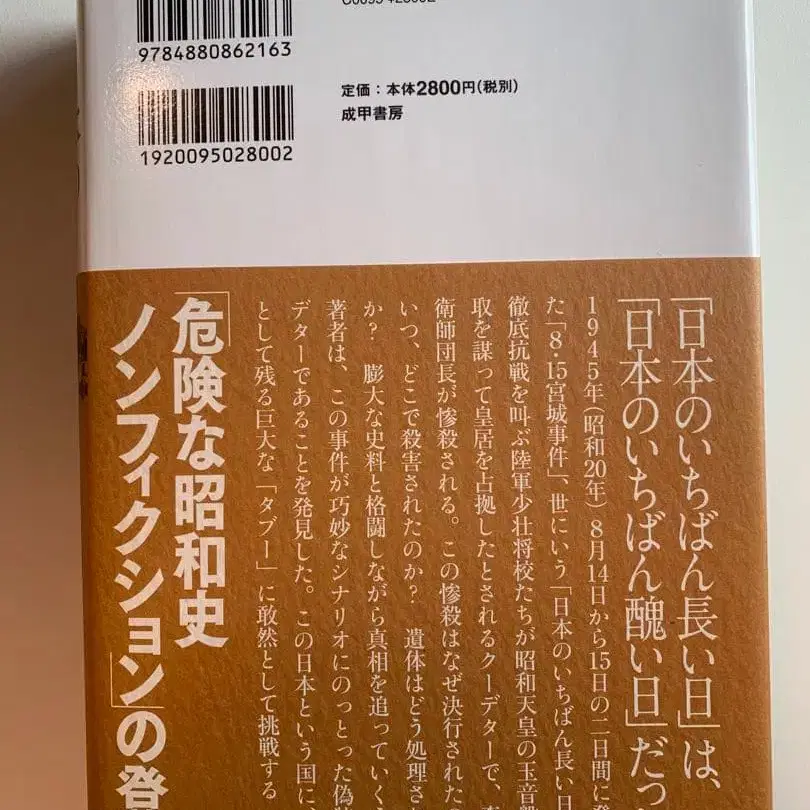 9784880862163
1920095028002
定価：本体2800円(税別)
成甲書房
「日本のいちばん長い日」は、
「日本のいちばん醜い日」だっ
1945年(昭和20年)8月14日から15日の二日間に
た「8・15宮城事件」、世にいう「日本のいちばん長い日
徹底抗戦を叫ぶ陸軍少壮将校たちが昭和天皇の玉音
取を謀って皇居を占拠したとされるクーデターで、
衛師団長が惨殺される。この惨殺はなぜ決行された
いつ、どこで殺害されたのか？ 遺体はどう処理さ
か？ 膨大な史料と格闘しながら真相を追っていく
著者は、この事件が巧妙なシナリオにのっとった偽
デターであることを発見した。この日本という国に
として残る巨大な「タブー」に敢然として挑戦する
「危険な昭和史
ノンフィクション」の登